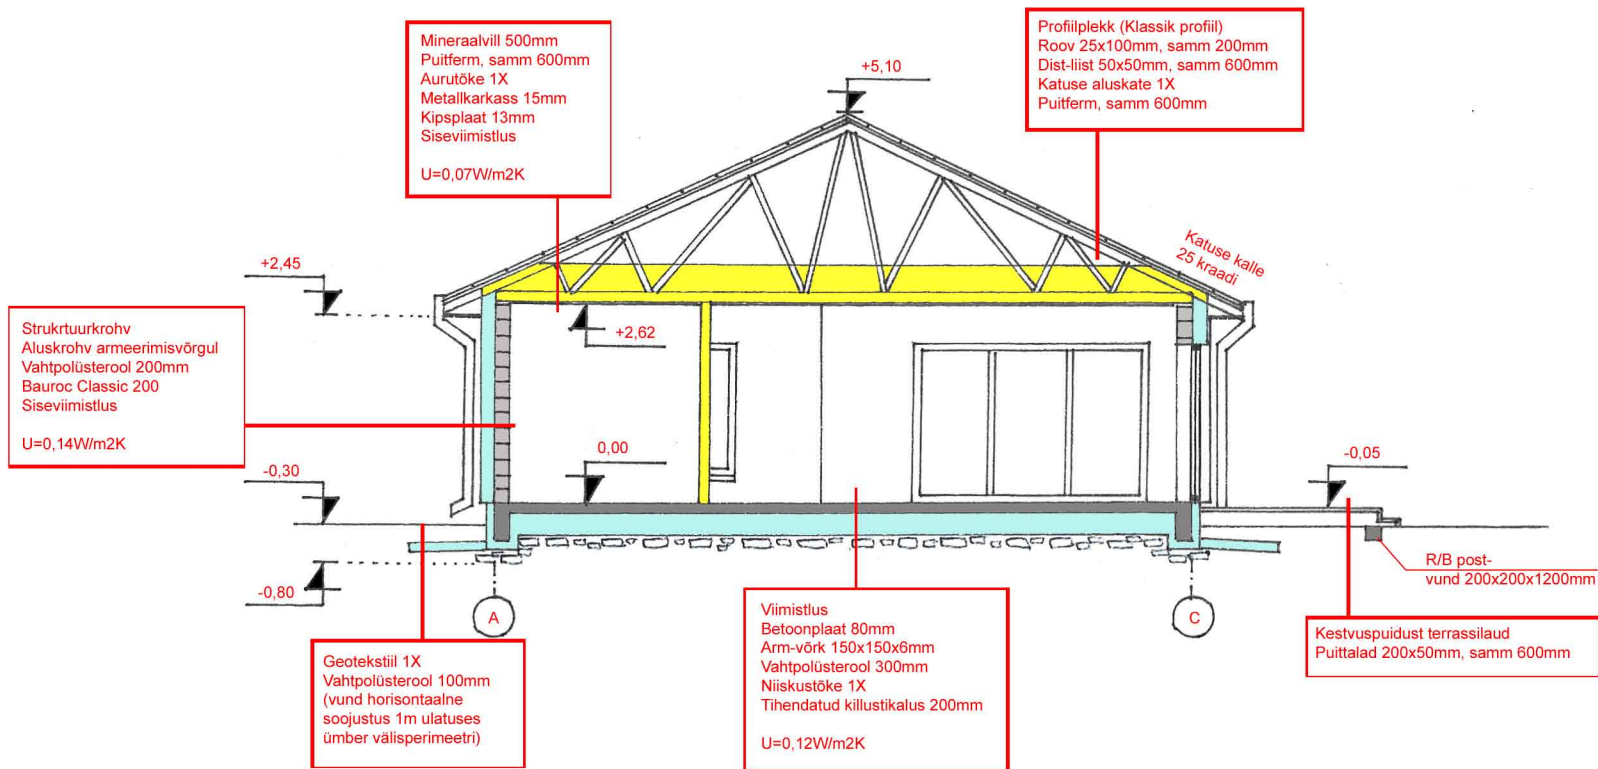 Mineraalvill 500mm
Puitferm, samm 600mm
Aurutõke 1X
Metallkarkass 15mm
Kipsplaat 13mm
Siseviimistlus
U=0,07W/m2K
+5,10
Profiilplekk (Klassik profiil)
Roov 25x100mm, samm 200mm
Dist-liist 50x50mm, samm 600mm
Katuse aluskate 1X
Puitferm, samm 600mm
Katuse kalle
25 kraadi
+2,45
+2,62
Strukrtuurkrohv
Aluskrohv armeerimisvõrgul
Vahtpolüsterool 200mm
Bauroc Classic 200
Siseviimistlus
U=0,14W/m2K
0,00
-0,30
-0,05
-0,80
A
C
R/B post-
vund 200x200x1200mm
Geotekstiil 1X
Vahtpolüsterool 100mm
(vund horisontaalne
soojustus 1m ulatuses
ümber välisperimeetri)
Viimistlus
Betoonplaat 80mm
Arm-võrk 150x150x6mm
Vahtpolüsterool 300mm
Niiskustõke 1X
Tihendatud killustikalus 200mm
U=0,12W/m2K
Kestvuspuidust terrassilaud
Puittalad 200x50mm, samm 600mm